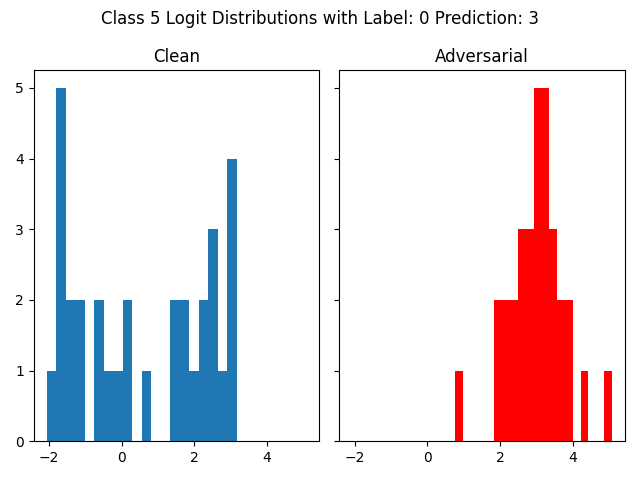 Class 5 Logit Distributions with Label: 0 Prediction: 3
Clean
Adversarial
5
4
3
2
1
0
−2 0 2 4
−2 0 2 4